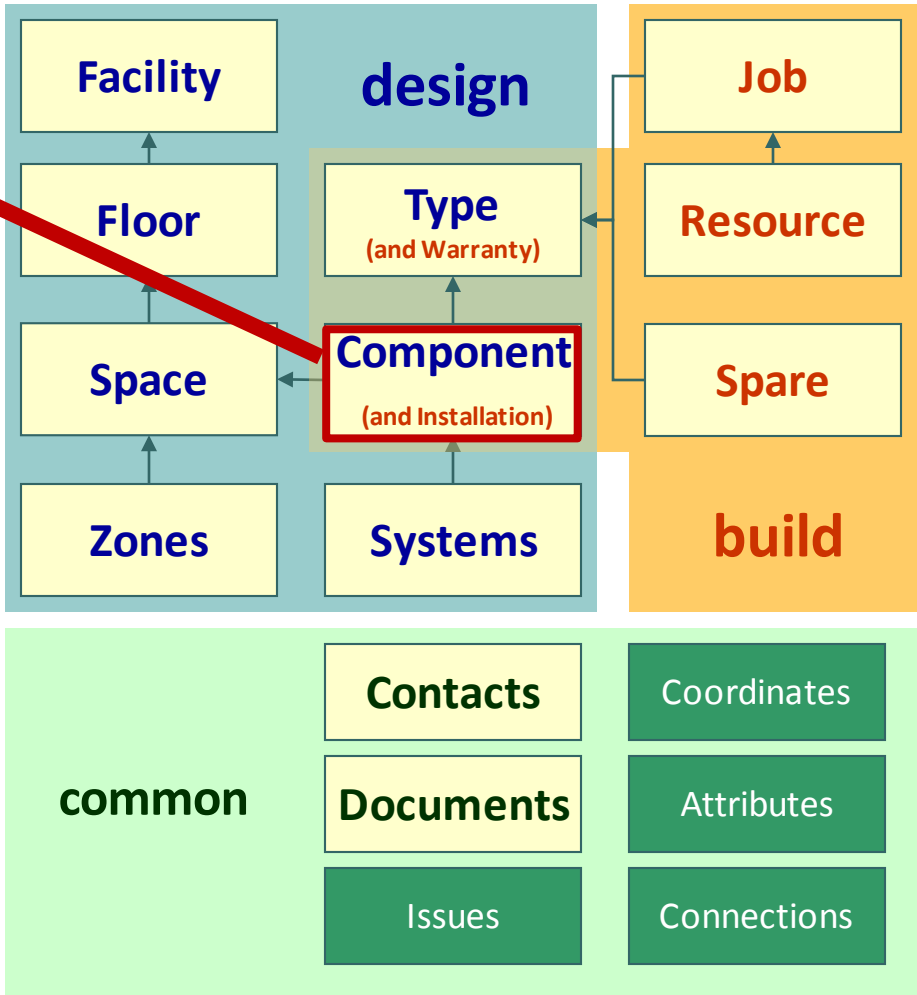 Facility
design
Job
Floor
Type
(and Warranty)
Resource
Space
Component
(and Installation)
Spare
Zones
Systems
build
Contacts
Coordinates
common
Documents
Attributes
Issues
Connections